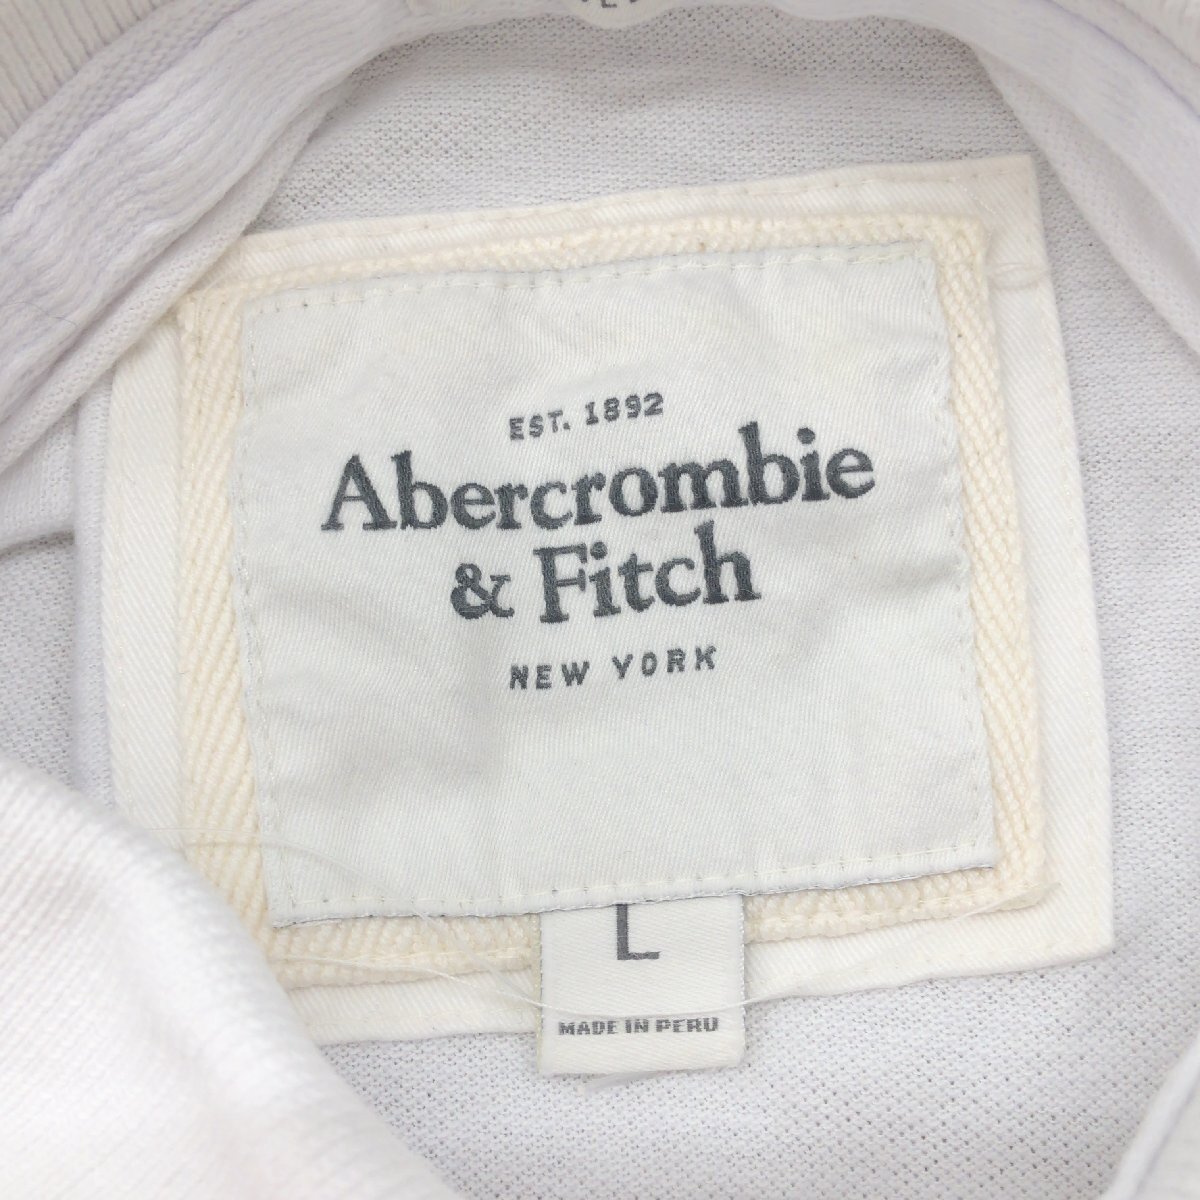 EST. 1892
Abercrombie
& Fitch
NEW YORK
L
MADE IN PERU